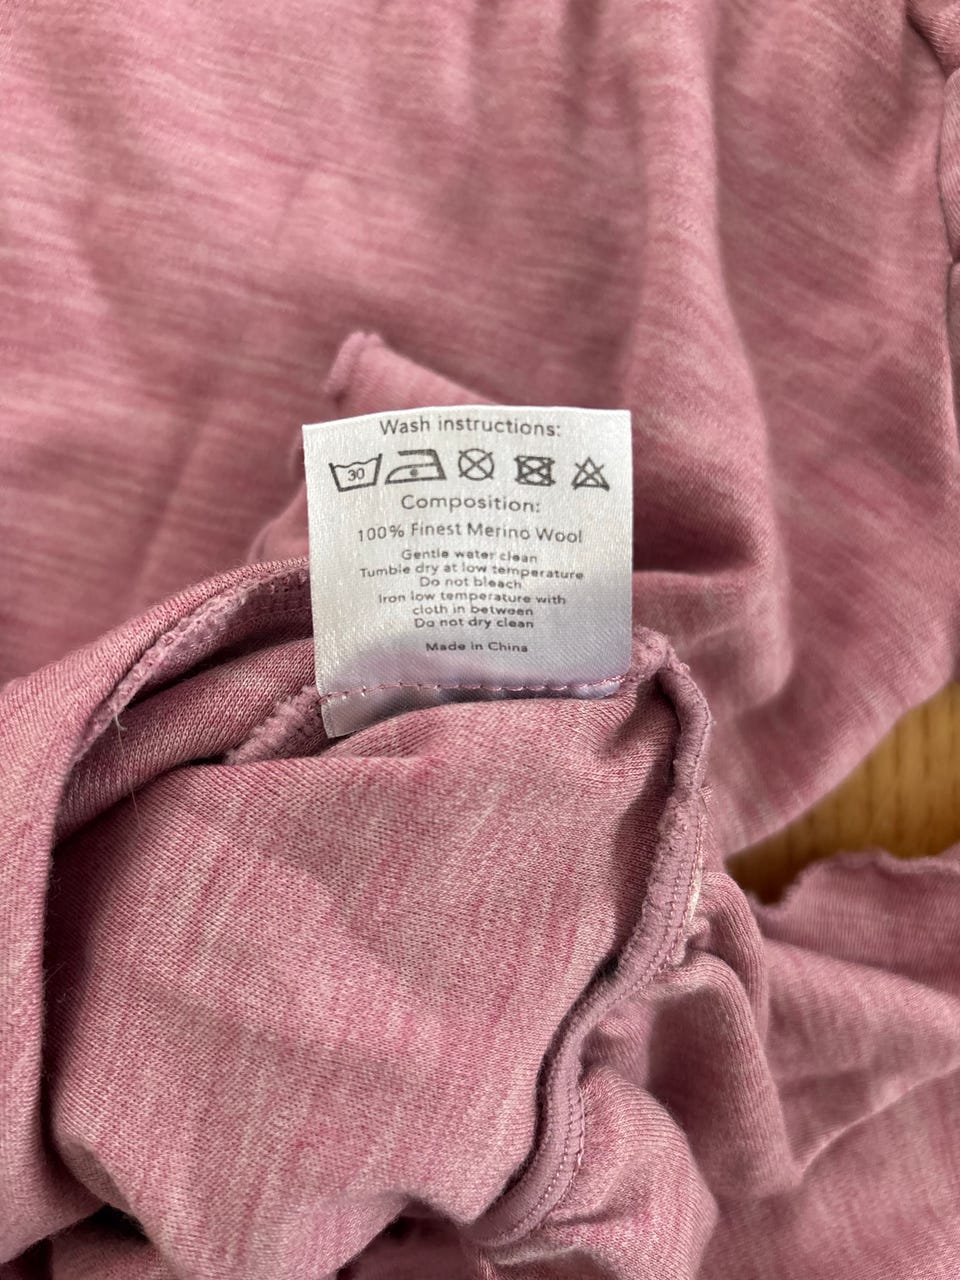 Wash instructions:
30
Composition:
100% Finest Merino Wool
Gentle water clean
Tumble dry at low temperature
Do not bleach
Iron low temperature with
cloth in between
Do not dry clean
Made in China